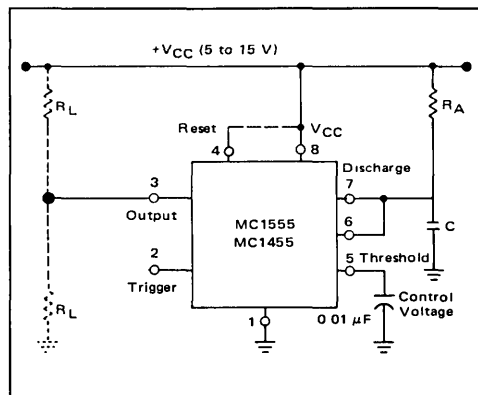 +VCC (5 to 15 V)
RL
RA
Reset
VCC
4
8
Discharge
3
7
Output
MC1555
MC1455
6
C
2
5 Threshold
Trigger
RL
1
0 01 µF
Control
Voltage